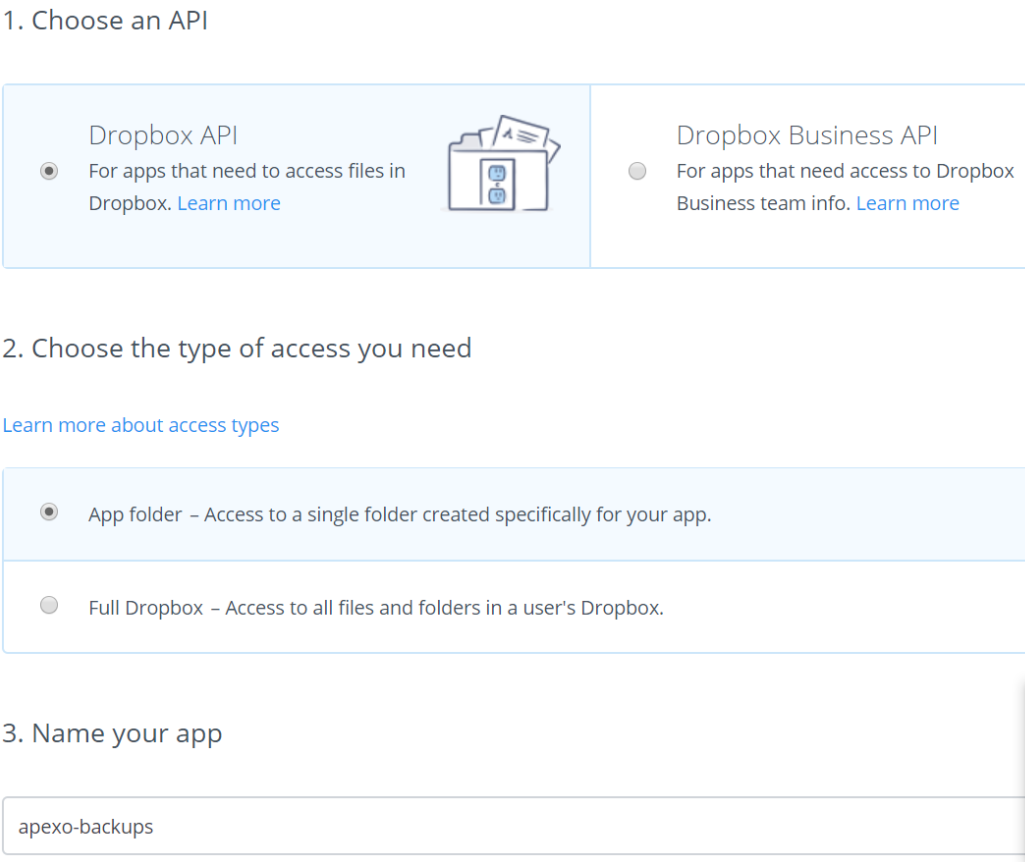 1. Choose an API
Dropbox API
For apps that need to access files in
Dropbox. Learn more
Dropbox Business API
For apps that need access to Dropbox
Business team info. Learn more
2. Choose the type of access you need
Learn more about access types
App folder – Access to a single folder created specifically for your app.
Full Dropbox – Access to all files and folders in a user's Dropbox.
3. Name your app
apexo-backups